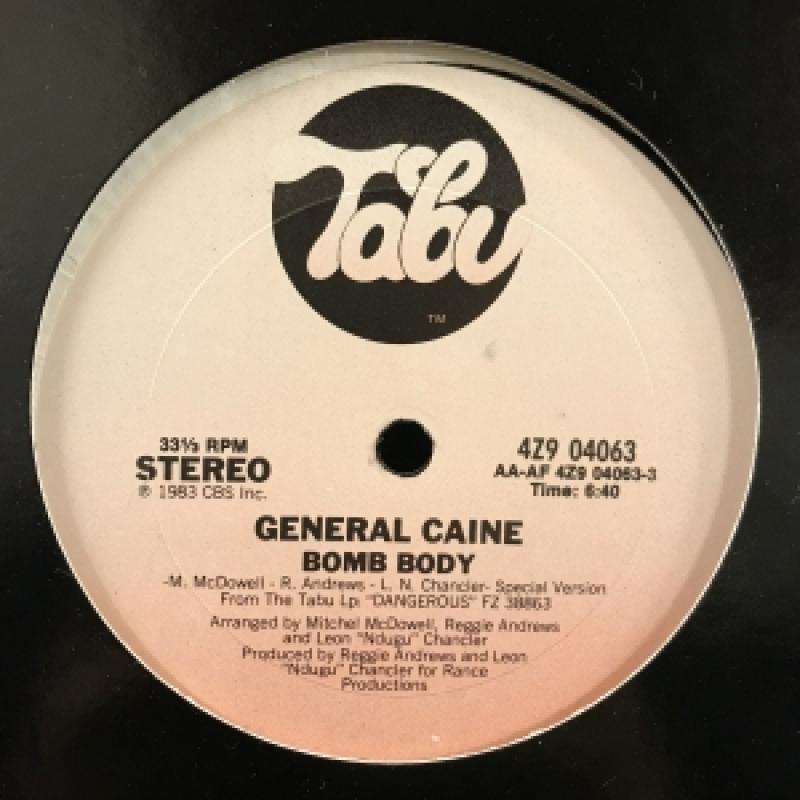 Tabu
TM
33⅓ RPM
STEREO
℗ 1983 CBS Inc.
4Z9 04063
AA-AF 4Z9 04063-3
Time: 6:40
GENERAL CAINE
BOMB BODY
-M. McDowell - R. Andrews - L. N. Chancler- Special Version
From The Tabu Lp: "DANGEROUS" FZ 38863
Arranged by Mitchel McDowell, Reggie Andrews
and Leon "Ndugu" Chancler
Produced by Reggie Andrews and Leon
"Ndugu" Chancler for Rance
Productions